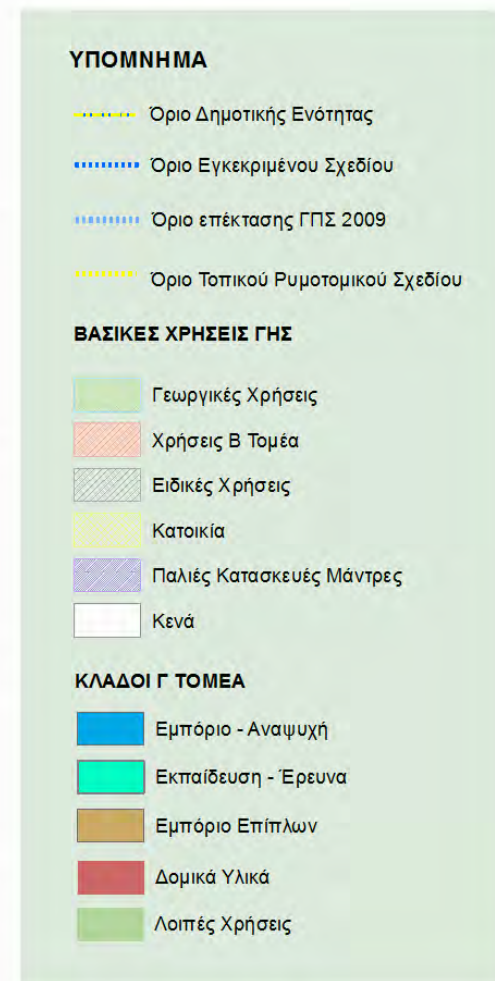 ΥΠΟΜΝΗΜΑ
Όριο Δημοτικής Ενότητας
Όριο Εγκεκριμένου Σχεδίου
Όριο επέκτασης ΓΠΣ 2009
Όριο Τοπικού Ρυμοτομικού Σχεδίου
ΒΑΣΙΚΕΣ ΧΡΗΣΕΙΣ ΓΗΣ
Γεωργικές Χρήσεις
Χρήσεις Β Τομέα
Ειδικές Χρήσεις
Κατοικία
Παλιές Κατασκευές Μάντρες
Κενά
ΚΛΑΔΟΙ Γ ΤΟΜΕΑ
Εμπόριο - Αναψυχή
Εκπαίδευση - Έρευνα
Εμπόριο Επίπλων
Δομικά Υλικά
Λοιπές Χρήσεις